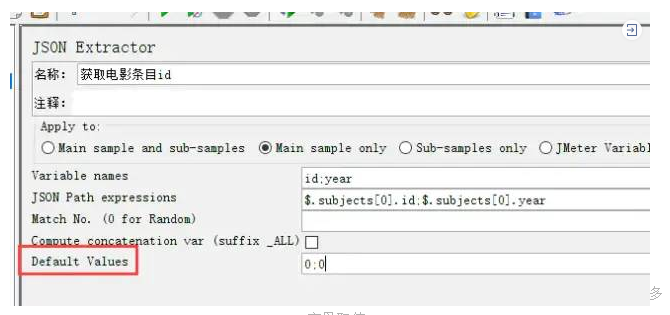 JSON Extractor
名称： 获取电影条目id
注释：
Apply to:
Main sample and sub-samples Main sample only Sub-samples only JMeter Variabl
Variable names id;year
JSON Path expressions $.subjects[0].id;$.subjects[0].year
Match No. (0 for Random)
Compute concatenation var (suffix _ALL)
Default Values 0;0
多